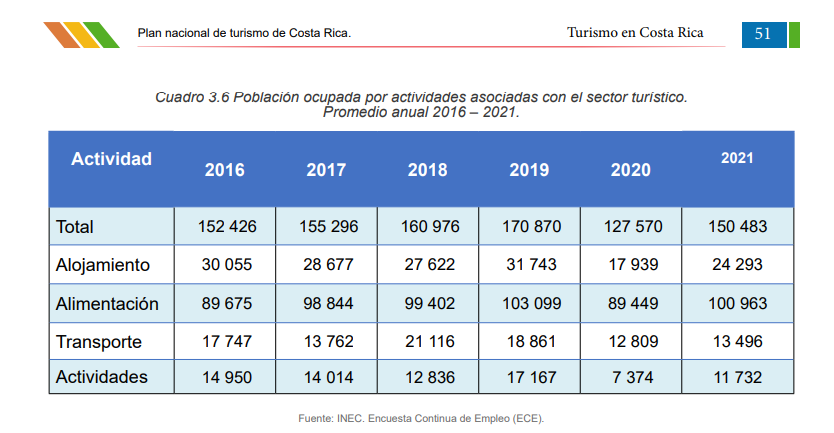 Plan nacional de turismo de Costa Rica.
Turismo en Costa Rica
51
Cuadro 3.6 Población ocupada por actividades asociadas con el sector turístico.
Promedio anual 2016 – 2021.
Actividad 2016 2017 2018 2019 2020 2021
Total 152 426 155 296 160 976 170 870 127 570 150 483
Alojamiento 30 055 28 677 27 622 31 743 17 939 24 293
Alimentación 89 675 98 844 99 402 103 099 89 449 100 963
Transporte 17 747 13 762 21 116 18 861 12 809 13 496
Actividades 14 950 14 014 12 836 17 167 7 374 11 732
Fuente: INEC. Encuesta Continua de Empleo (ECE).